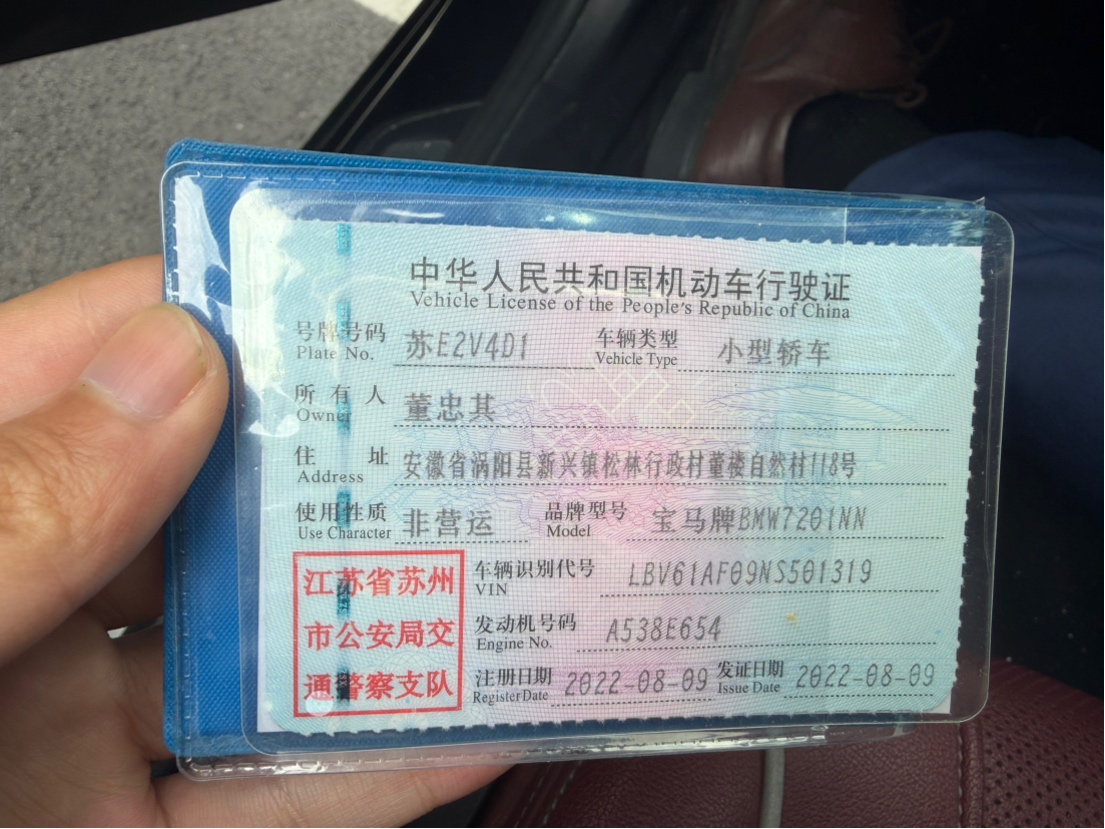 中华人民共和国机动车行驶证
Vehicle License of the People's Republic of China
号牌号码 苏E2V4D1 车辆类型 小型轿车
Plate No. Vehicle Type
所有人 董忠其
Owner
住址 安徽省涡阳县新兴镇松林行政村董楼自然村118号
Address
使用性质 非营运 品牌型号 宝马牌BMW7201NN
Use Character Model
江苏省苏州
市公安局交
通警察支队
车辆识别代号 LBV61AF09NS501319
VIN
发动机号码 A538E654
Engine No.
注册日期 2022-08-09 发证日期 2022-08-09
Register Date Issue Date